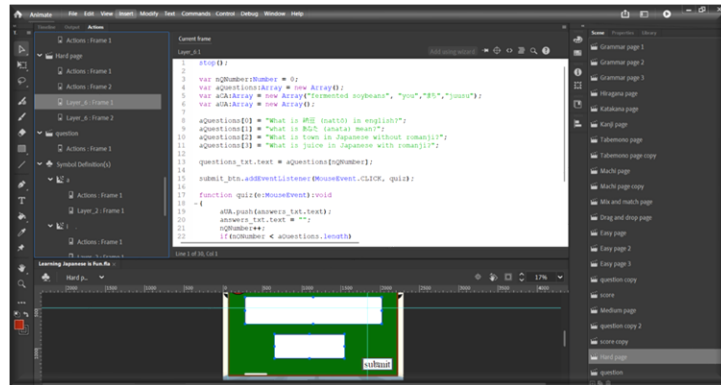 Animate File Edit View Insert Modify Text Commands Control Debug Window Help
Timeline Output Actions
Actions : Frame 1
Hard page
Actions : Frame 1
Actions : Frame 2
Layer_6 : Frame 1
Layer_6 : Frame 2
question
Actions : Frame 1
Symbol Definition(s)
a
Actions : Frame 1
Layer_2 : Frame 1
Actions : Frame 1
Current frame
Layer_6:1
Add using wizard
1 stop();
2
3 var nQNumber:Number = 0;
4 var aQuestions:Array = new Array();
5 var aCA:Array = new Array("fermented soybeans", "you", "juusu");
6 var aUA:Array = new Array();
7
8 aQuestions[0] = "What is (nattō) in english?";
9 aQuestions[1] = "what is (anata) mean?";
10 aQuestions[2] = "What is town in Japanese without romanji?";
11 aQuestions[3] = "What is juice in Japanese with romanji?";
12
13 questions_txt.text = aQuestions[nQNumber];
14
15 submit_btn.addEventListener(MouseEvent.CLICK, quiz);
16
17 function quiz(e:MouseEvent):void
18 {
19 aUA.push(answers_txt.text);
20 answers_txt.text = "";
21 nQNumber++;
22 if(nQNumber < aQuestions.length)
Line 1 of 38, Col 1
Learning Japanese is Fun.fla ×
Hard p...
17%
submit
Scene Properties Library
Grammar page 1
Grammar page 2
Grammar page 3
Hiragana page
Katakana page
Kanji page
Tabemono page
Tabemono page copy
Machi page
Machi page copy
Mix and match page
Drag and drop page
Easy page
Easy page 2
Easy page 3
question copy
score
Medium page
question copy 2
score copy
Hard page
question